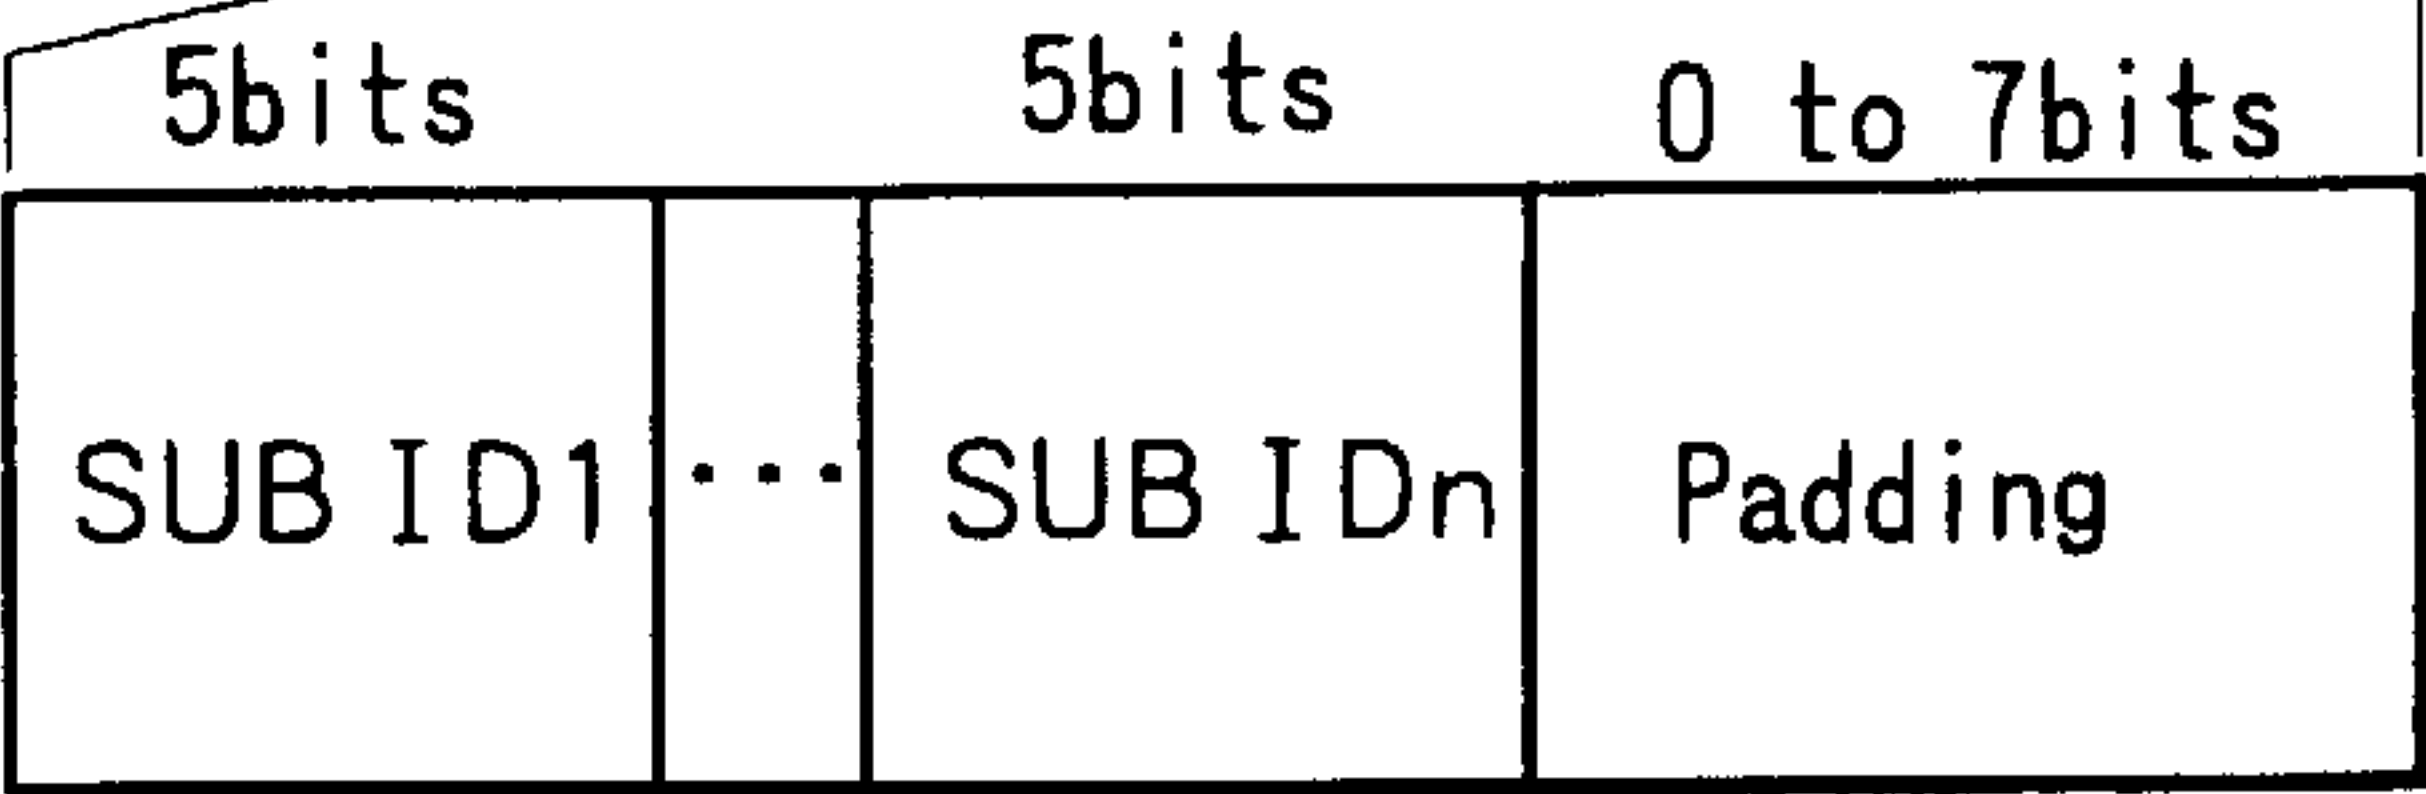 5bits 5bits 0 to 7bits
SUB ID1 ... SUB IDn Padding